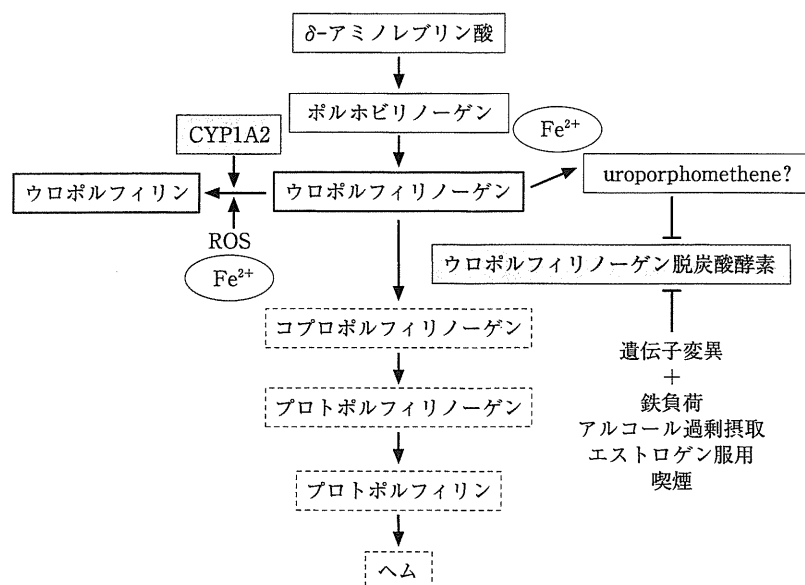 δ-アミノレブリン酸
ポルホビリノーゲン
Fe²⁺
CYP1A2
uroporphomethene?
ウロポルフィリン
ウロポルフィリノーゲン
ROS
Fe²⁺
ウロポルフィリノーゲン脱炭酸酵素
コプロポルフィリノーゲン
遺伝子変異
+
プロトポルフィリノーゲン
鉄負荷
アルコール過剰摂取
エストロゲン服用
喫煙
プロトポルフィリン
ヘム